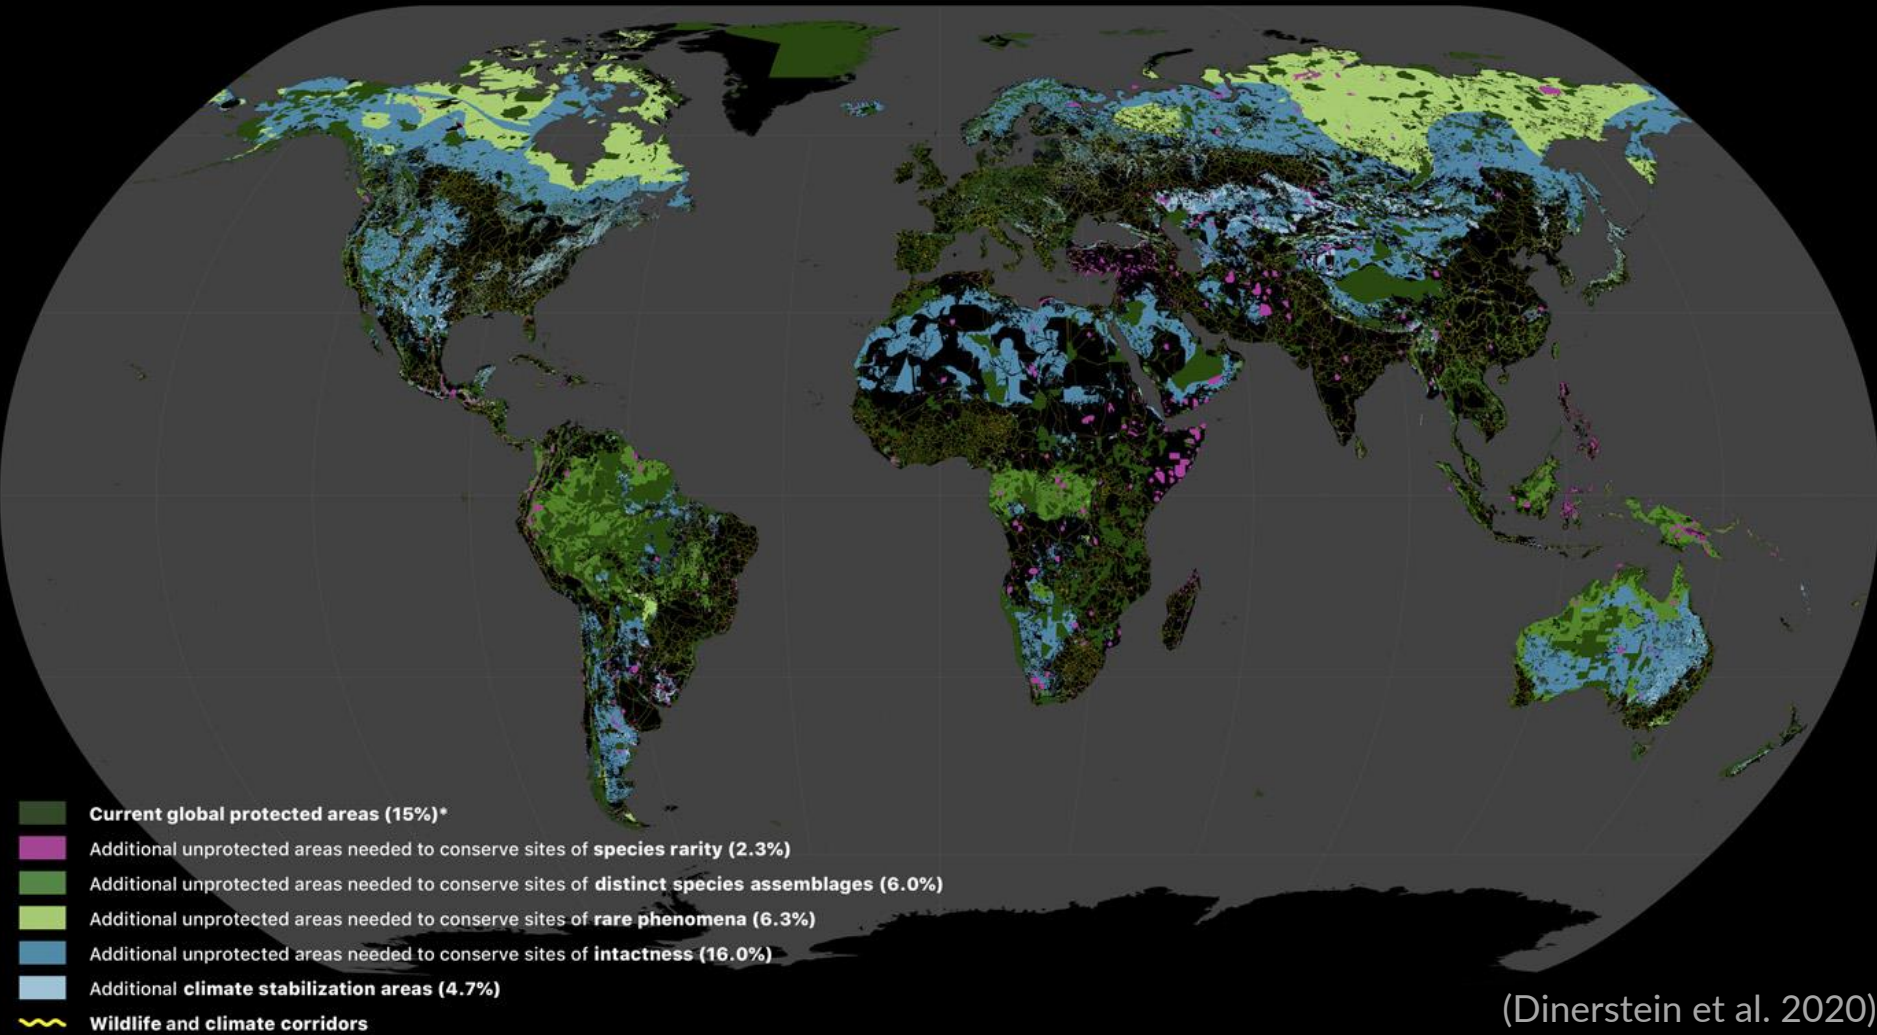 Current global protected areas (15%)*
Additional unprotected areas needed to conserve sites of species rarity (2.3%)
Additional unprotected areas needed to conserve sites of distinct species assemblages (6.0%)
Additional unprotected areas needed to conserve sites of rare phenomena (6.3%)
Additional unprotected areas needed to conserve sites of intactness (16.0%)
Additional climate stabilization areas (4.7%)
Wildlife and climate corridors
(Dinerstein et al. 2020)